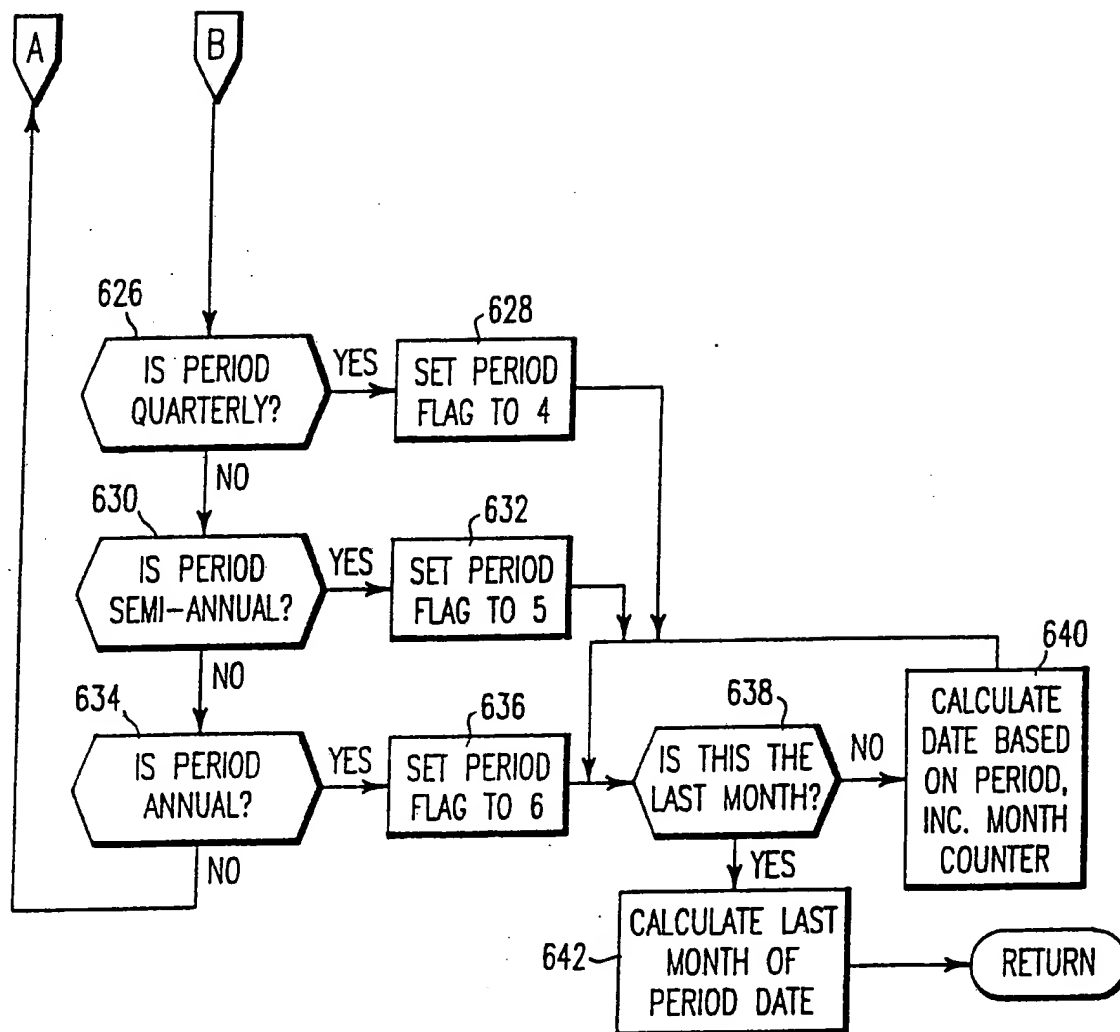 A
B
626
IS PERIOD
QUARTERLY?
YES
628
SET PERIOD
FLAG TO 4
NO
630
IS PERIOD
SEMI-ANNUAL?
YES
632
SET PERIOD
FLAG TO 5
NO
634
IS PERIOD
ANNUAL?
YES
636
SET PERIOD
FLAG TO 6
NO
638
IS THIS THE
LAST MONTH?
NO
640
CALCULATE
DATE BASED
ON PERIOD,
INC. MONTH
COUNTER
YES
642
CALCULATE LAST
MONTH OF
PERIOD DATE
RETURN